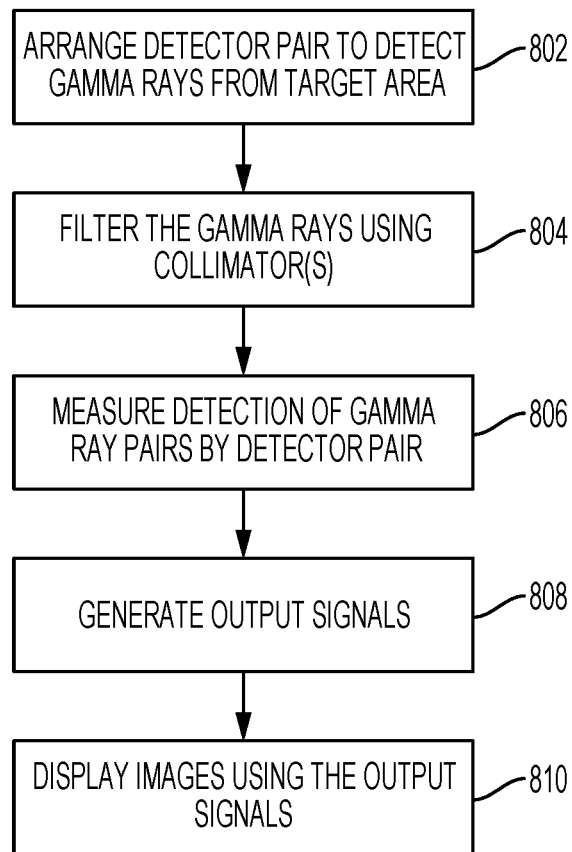 ARRANGE DETECTOR PAIR TO DETECT
GAMMA RAYS FROM TARGET AREA
802
FILTER THE GAMMA RAYS USING
COLLIMATOR(S)
804
MEASURE DETECTION OF GAMMA
RAY PAIRS BY DETECTOR PAIR
806
GENERATE OUTPUT SIGNALS
808
DISPLAY IMAGES USING THE OUTPUT
SIGNALS
810